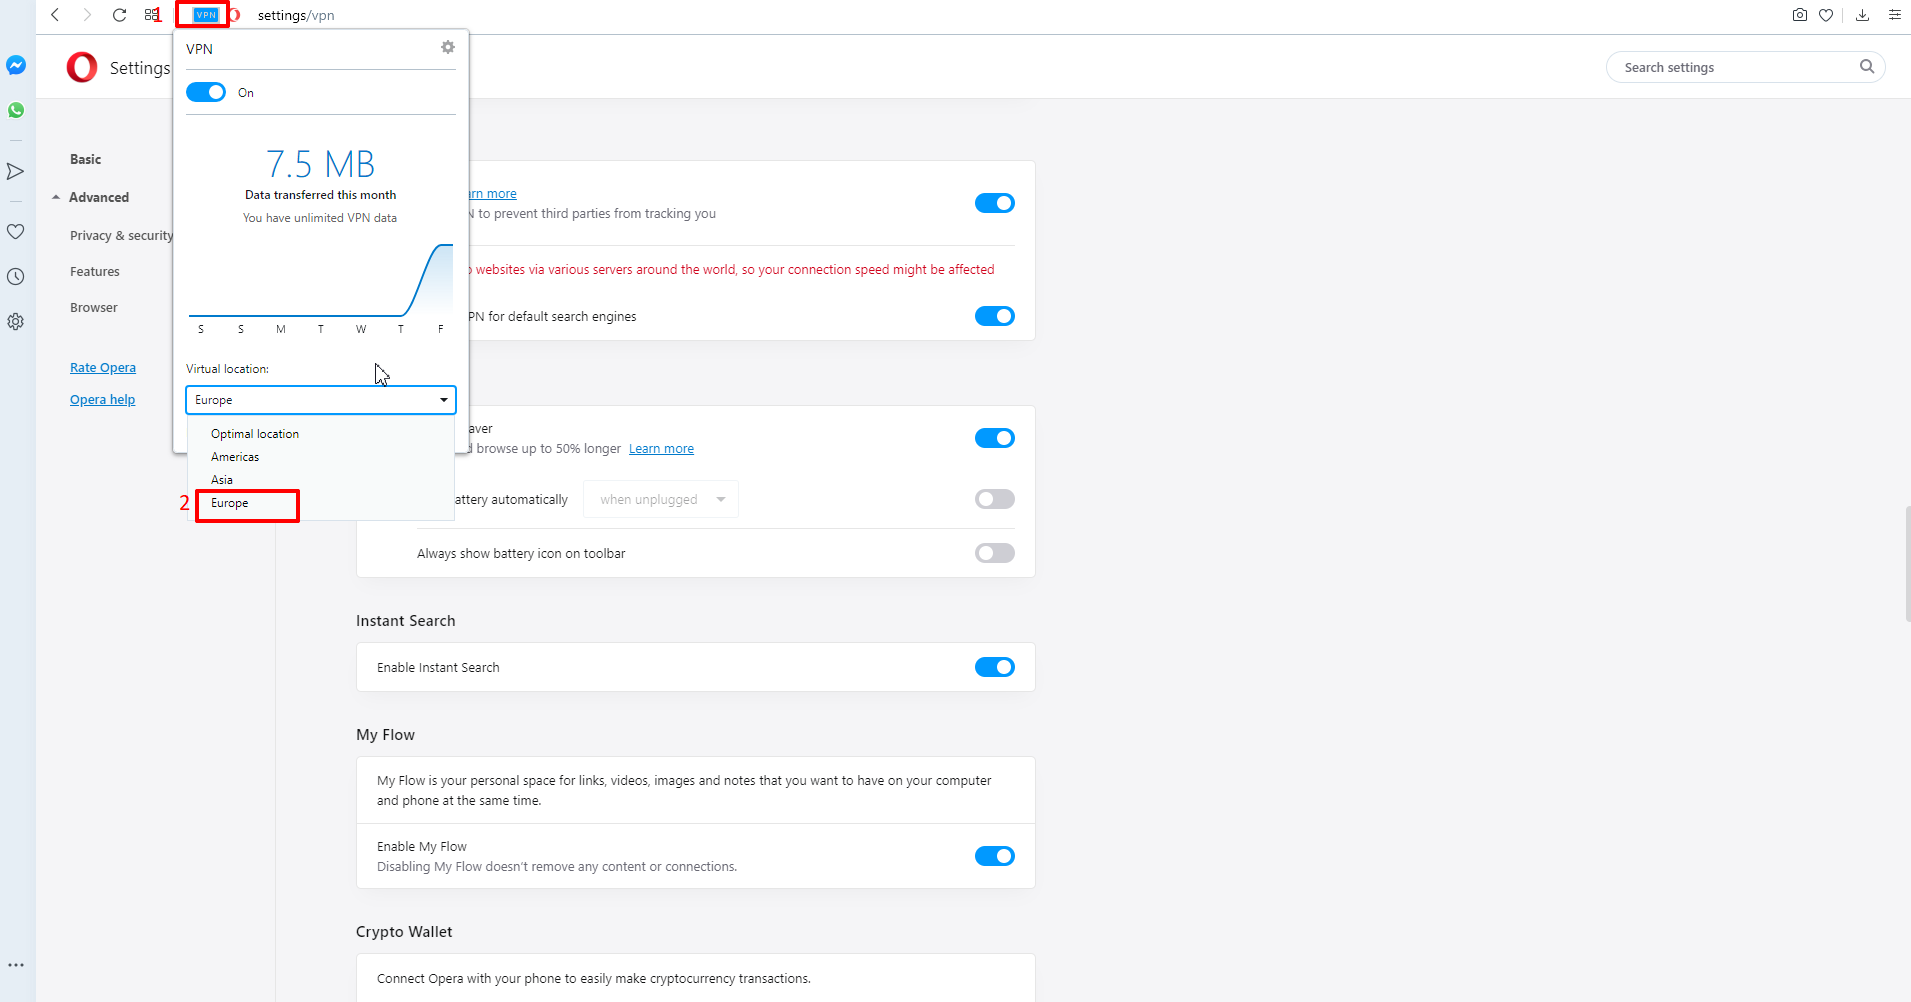 1
VPN
settings/vpn
Settings
Search settings
VPN
On
7.5 MB
Data transferred this month
You have unlimited VPN data
S S M T W T F
Virtual location:
Europe
Optimal location
Americas
Asia
2
Europe
Basic
Advanced
Privacy & security
Features
Browser
Rate Opera
Opera help
more
to prevent third parties from tracking you
websites via various servers around the world, so your connection speed might be affected
for default search engines
browse up to 50% longer Learn more
automatically
when unplugged
Always show battery icon on toolbar
Instant Search
Enable Instant Search
My Flow
My Flow is your personal space for links, videos, images and notes that you want to have on your computer
and phone at the same time.
Enable My Flow
Disabling My Flow doesn't remove any content or connections.
Crypto Wallet
Connect Opera with your phone to easily make cryptocurrency transactions.